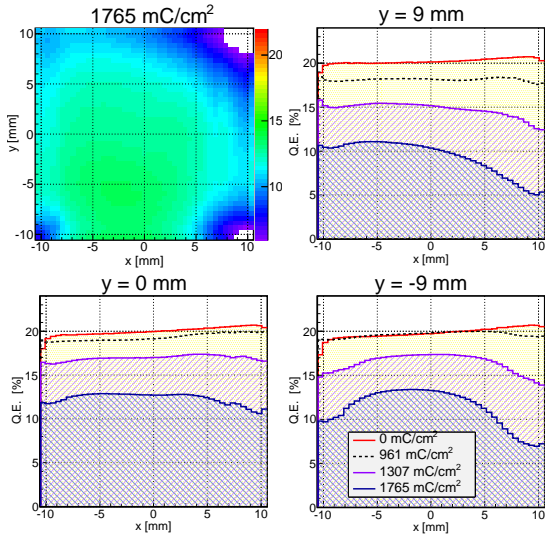 1765 mC/cm²
y [mm]
10
5
0
-5
-10
-10 -5 0 5 10
x [mm]
20
15
10
y = 9 mm
Q.E. [%]
20
15
10
5
0
-10 -5 0 5 10
x [mm]
y = 0 mm
Q.E. [%]
20
15
10
5
0
-10 -5 0 5 10
x [mm]
y = -9 mm
Q.E. [%]
20
15
10
5
0
0 mC/cm²
961 mC/cm²
1307 mC/cm²
1765 mC/cm²
-10 -5 0 5 10
x [mm]